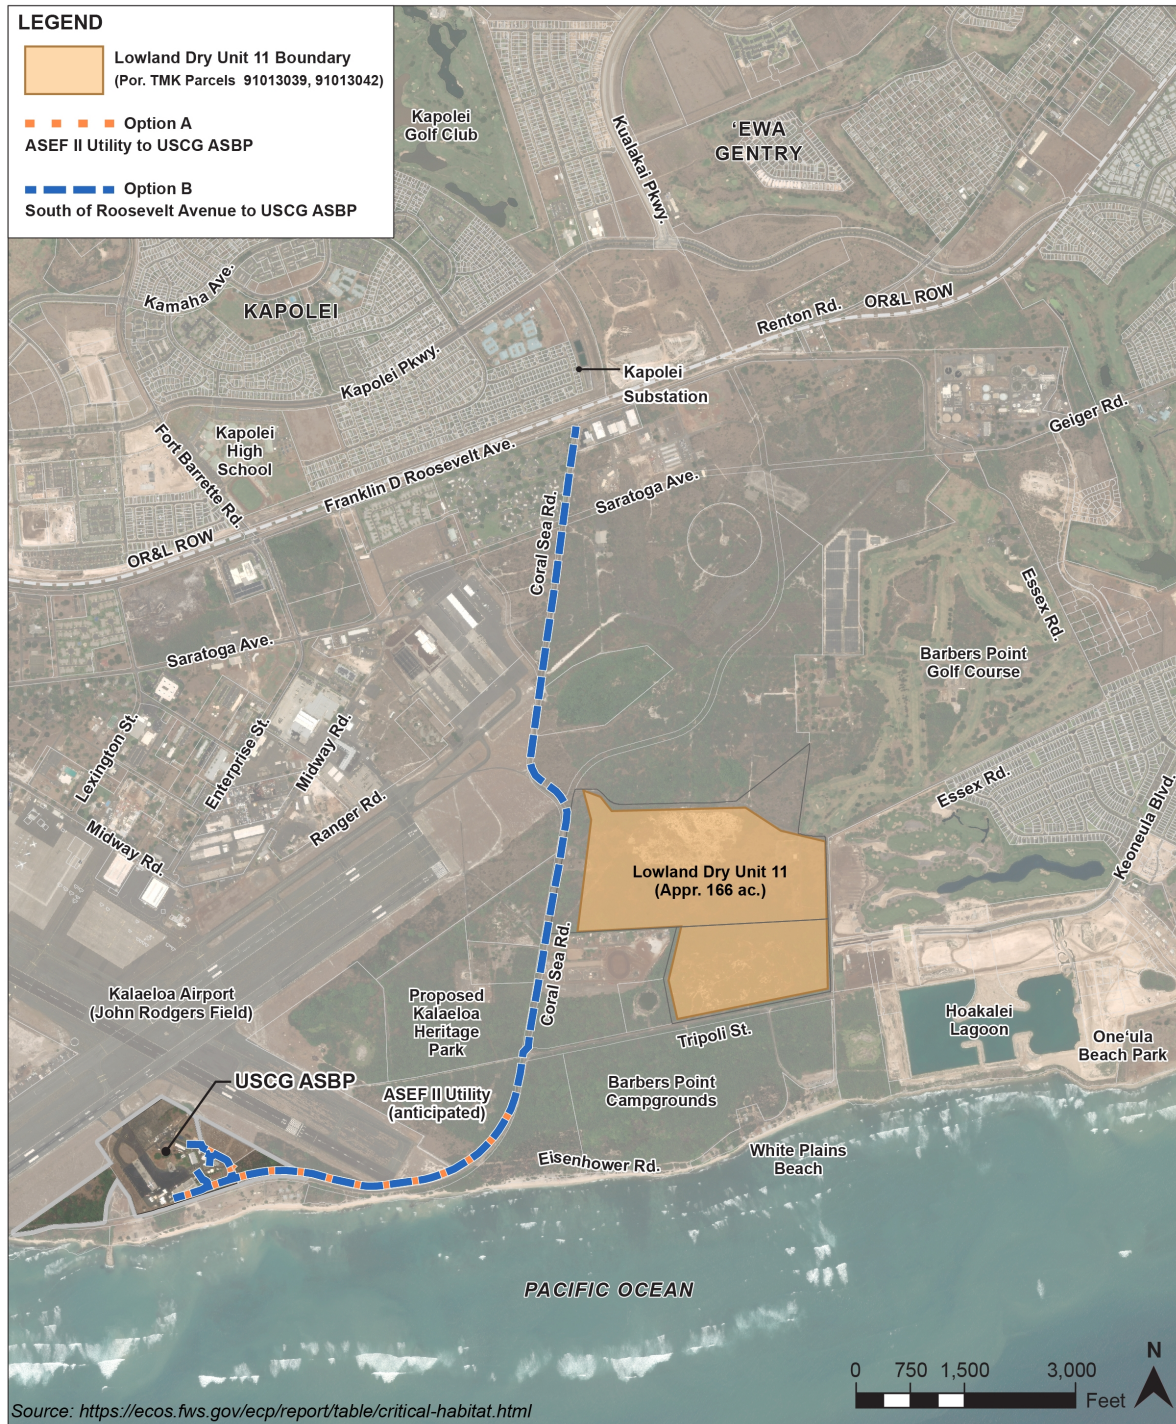 LEGEND
Lowland Dry Unit 11 Boundary
(Por. TMK Parcels 91013039, 91013042)
Option A
ASEF II Utility to USCG ASBP
Option B
South of Roosevelt Avenue to USCG ASBP
Kapolei
Golf Club
Kualakai Pkwy.
‘EWA
GENTRY
Kamaha Ave.
KAPOLEI
Kapolei Pkwy.
Renton Rd.
OR&L ROW
Kapolei
Substation
Geiger Rd.
Fort Barrette Rd.
Kapolei
High
School
Franklin D Roosevelt Ave.
Saratoga Ave.
OR&L ROW
Coral Sea Rd.
Essex Rd.
Saratoga Ave.
Barbers Point
Golf Course
Lexington St.
Enterprise St.
Midway Rd.
Ranger Rd.
Midway Rd.
Essex Rd.
Keoneula Blvd.
Lowland Dry Unit 11
(Appr. 166 ac.)
Coral Sea Rd.
Kalaeloa Airport
(John Rodgers Field)
Proposed
Kalaeloa
Heritage
Park
Hoakalei
Lagoon
One‘ula
Beach Park
Tripoli St.
USCG ASBP
ASEF II Utility
(anticipated)
Barbers Point
Campgrounds
Eisenhower Rd.
White Plains
Beach
PACIFIC OCEAN
N
0 750 1,500 3,000
Feet
Source: https://ecos.fws.gov/ecp/report/table/critical-habitat.html